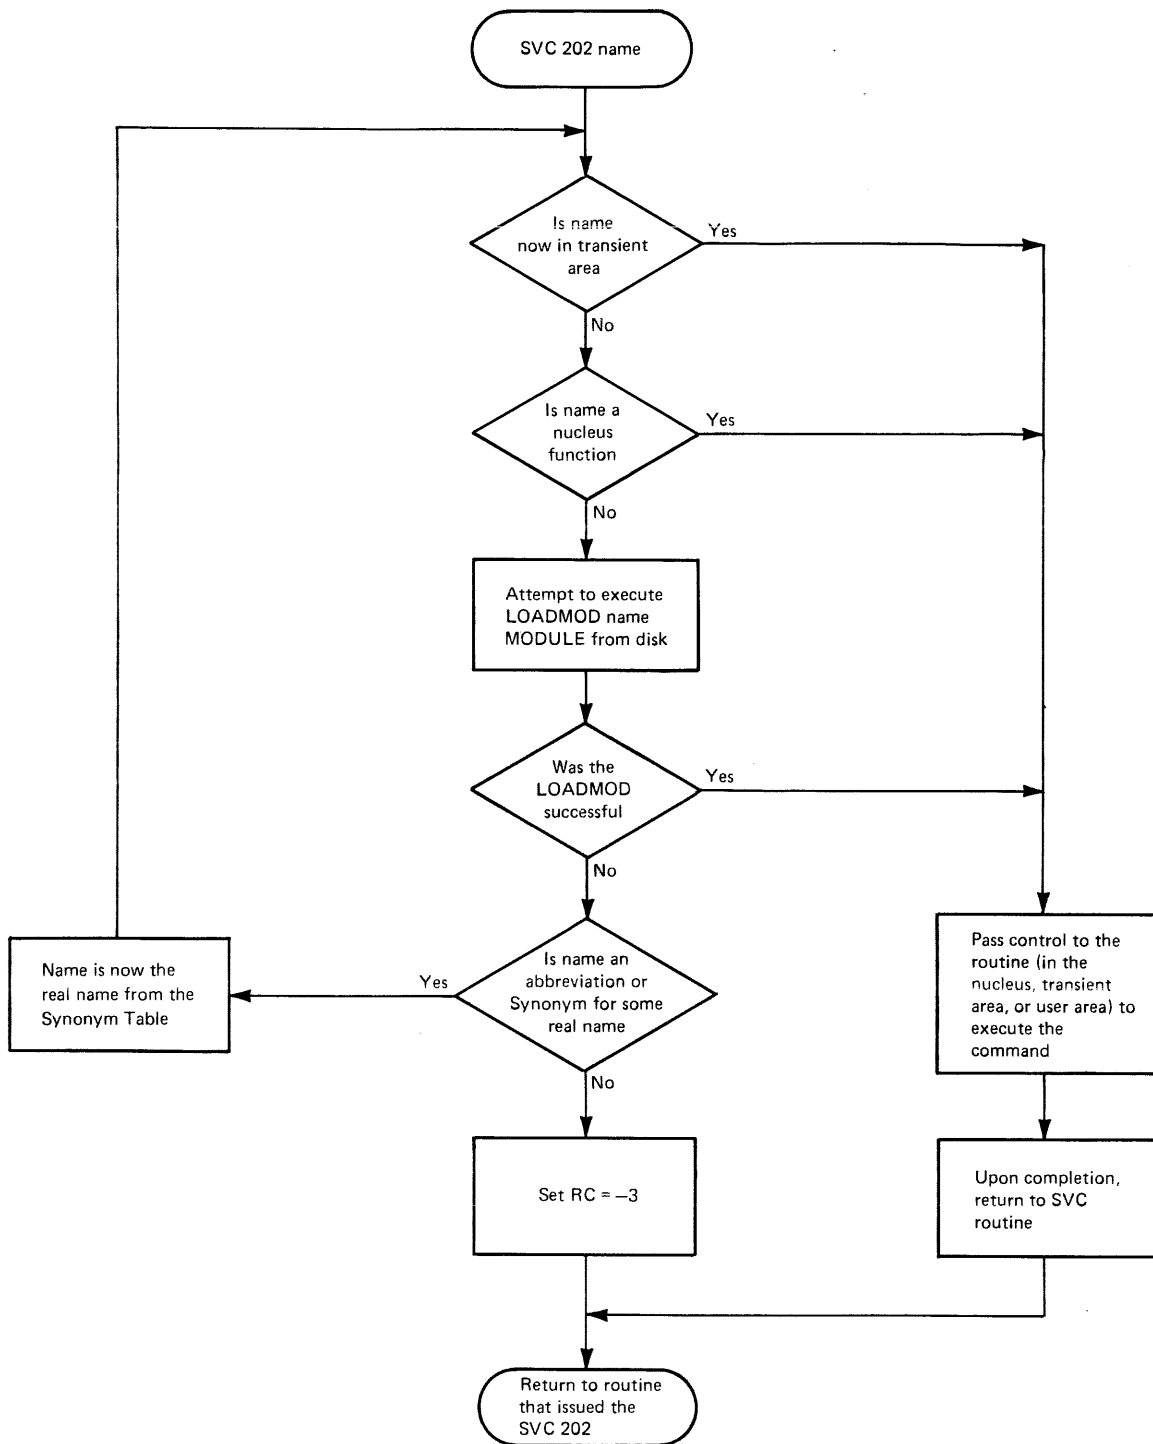 SVC 202 name
Is name
now in transient
area
Yes
No
Is name a
nucleus
function
Yes
No
Attempt to execute
LOADMOD name
MODULE from disk
Was the
LOADMOD
successful
Yes
No
Name is now the
real name from the
Synonym Table
Yes
Is name an
abbreviation or
Synonym for some
real name
No
Pass control to the
routine (in the
nucleus, transient
area, or user area) to
execute the
command
Set RC = −3
Upon completion,
return to SVC
routine
Return to routine
that issued the
SVC 202